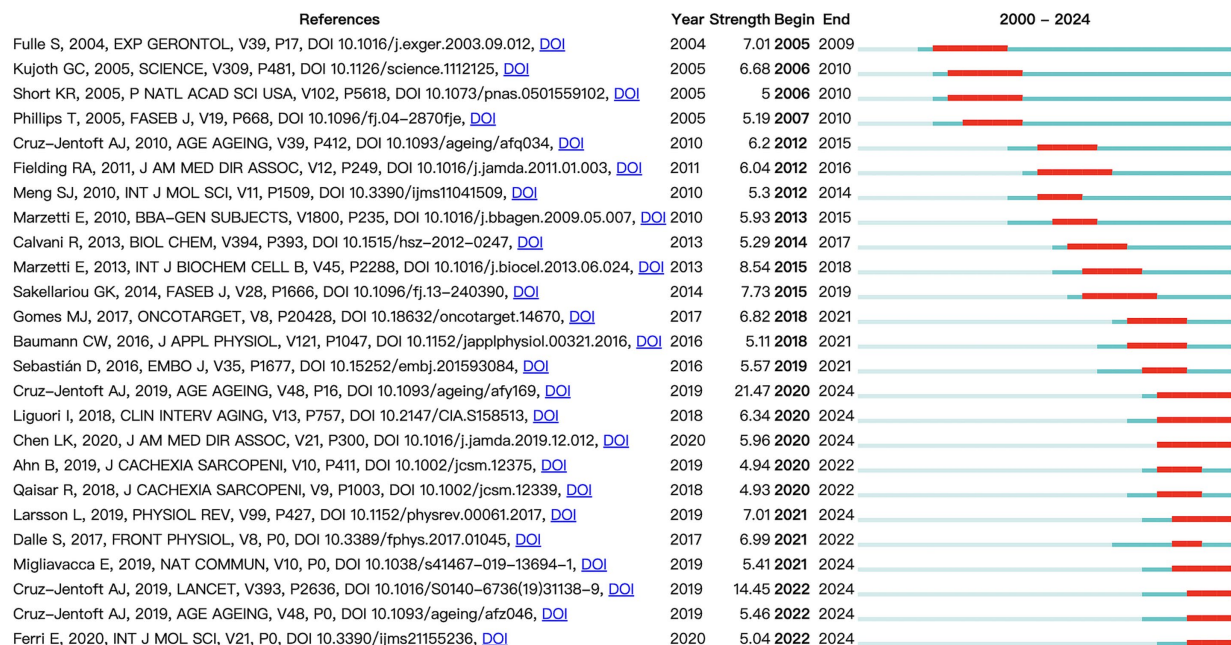 References Year Strength Begin End 2000 – 2024
Fulle S, 2004, EXP GERONTOL, V39, P17, DOI 10.1016/j.exger.2003.09.012, DOI 2004 7.01 2005 2009
Kujoth GC, 2005, SCIENCE, V309, P481, DOI 10.1126/science.1112125, DOI 2005 6.68 2006 2010
Short KR, 2005, P NATL ACAD SCI USA, V102, P5618, DOI 10.1073/pnas.0501559102, DOI 2005 5 2006 2010
Phillips T, 2005, FASEB J, V19, P668, DOI 10.1096/fj.04-2870fje, DOI 2005 5.19 2007 2010
Cruz-Jentoft AJ, 2010, AGE AGEING, V39, P412, DOI 10.1093/ageing/afq034, DOI 2010 6.2 2012 2015
Fielding RA, 2011, J AM MED DIR ASSOC, V12, P249, DOI 10.1016/j.jamda.2011.01.003, DOI 2011 6.04 2012 2016
Meng SJ, 2010, INT J MOL SCI, V11, P1509, DOI 10.3390/ijms11041509, DOI 2010 5.3 2012 2014
Marzetti E, 2010, BBA-GEN SUBJECTS, V1800, P235, DOI 10.1016/j.bbagen.2009.05.007, DOI 2010 5.93 2013 2015
Calvani R, 2013, BIOL CHEM, V394, P393, DOI 10.1515/hsz-2012-0247, DOI 2013 5.29 2014 2017
Marzetti E, 2013, INT J BIOCHEM CELL B, V45, P2288, DOI 10.1016/j.biocel.2013.06.024, DOI 2013 8.54 2015 2018
Sakellariou GK, 2014, FASEB J, V28, P1666, DOI 10.1096/fj.13-240390, DOI 2014 7.73 2015 2019
Gomes MJ, 2017, ONCOTARGET, V8, P20428, DOI 10.18632/oncotarget.14670, DOI 2017 6.82 2018 2021
Baumann CW, 2016, J APPL PHYSIOL, V121, P1047, DOI 10.1152/japplphysiol.00321.2016, DOI 2016 5.11 2018 2021
Sebastián D, 2016, EMBO J, V35, P1677, DOI 10.15252/embj.201593084, DOI 2016 5.57 2019 2021
Cruz-Jentoft AJ, 2019, AGE AGEING, V48, P16, DOI 10.1093/ageing/afy169, DOI 2019 21.47 2020 2024
Liguori I, 2018, CLIN INTERV AGING, V13, P757, DOI 10.2147/CIA.S158513, DOI 2018 6.34 2020 2024
Chen LK, 2020, J AM MED DIR ASSOC, V21, P300, DOI 10.1016/j.jamda.2019.12.012, DOI 2020 5.96 2020 2024
Ahn B, 2019, J CACHEXIA SARCOPENI, V10, P411, DOI 10.1002/jcsm.12375, DOI 2019 4.94 2020 2022
Qaisar R, 2018, J CACHEXIA SARCOPENI, V9, P1003, DOI 10.1002/jcsm.12339, DOI 2018 4.93 2020 2022
Larsson L, 2019, PHYSIOL REV, V99, P427, DOI 10.1152/physrev.00061.2017, DOI 2019 7.01 2021 2024
Dalle S, 2017, FRONT PHYSIOL, V8, P0, DOI 10.3389/fphys.2017.01045, DOI 2017 6.99 2021 2022
Migliavacca E, 2019, NAT COMMUN, V10, P0, DOI 10.1038/s41467-019-13694-1, DOI 2019 5.41 2021 2024
Cruz-Jentoft AJ, 2019, LANCET, V393, P2636, DOI 10.1016/S0140-6736(19)31138-9, DOI 2019 14.45 2022 2024
Cruz-Jentoft AJ, 2019, AGE AGEING, V48, P0, DOI 10.1093/ageing/afz046, DOI 2019 5.46 2022 2024
Ferri E, 2020, INT J MOL SCI, V21, P0, DOI 10.3390/ijms21155236, DOI 2020 5.04 2022 2024